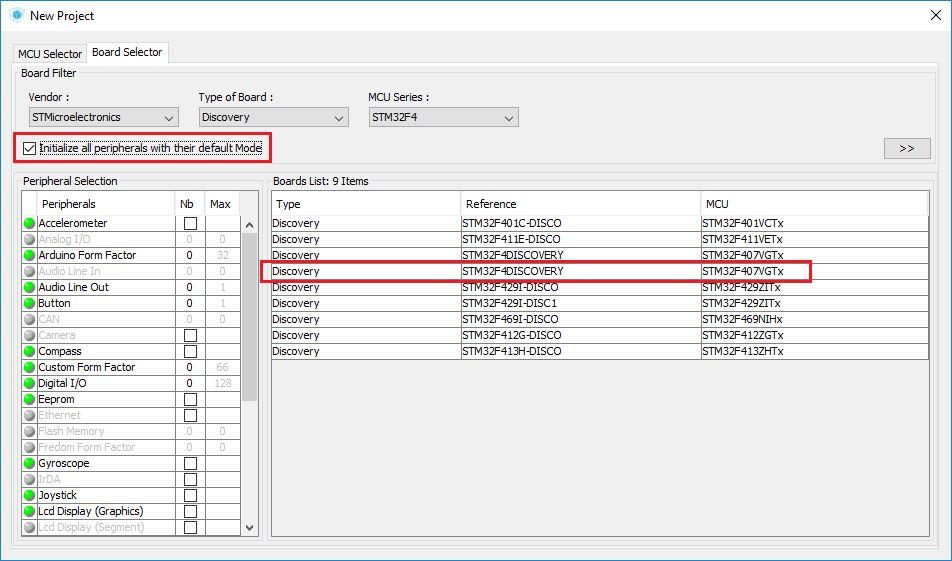 New Project
MCU Selector Board Selector
Board Filter
Vendor : Type of Board : MCU Series :
STMicroelectronics Discovery STM32F4
Initialize all peripherals with their default Mode >>
Peripheral Selection
Peripherals Nb Max
Accelerometer
Analog I/O 0 0
Arduino Form Factor 0 32
Audio Line In 0 0
Audio Line Out 0 1
Button 0 1
CAN 0 0
Camera
Compass
Custom Form Factor 0 66
Digital I/O 0 128
Eeprom
Ethernet
Flash Memory 0 0
Fredom Form Factor 0 0
Gyroscope
IrDA
Joystick
Lcd Display (Graphics)
Lcd Display (Segment)
Boards List: 9 Items
Type Reference MCU
Discovery STM32F401C-DISCO STM32F401VCTx
Discovery STM32F411E-DISCO STM32F411VETx
Discovery STM32F4DISCOVERY STM32F407VGTx
Discovery STM32F4DISCOVERY STM32F407VGTx
Discovery STM32F429I-DISCO STM32F429ZITx
Discovery STM32F429I-DISC1 STM32F429ZITx
Discovery STM32F469I-DISCO STM32F469NIHx
Discovery STM32F412G-DISCO STM32F412ZGTx
Discovery STM32F413H-DISCO STM32F413ZHTx